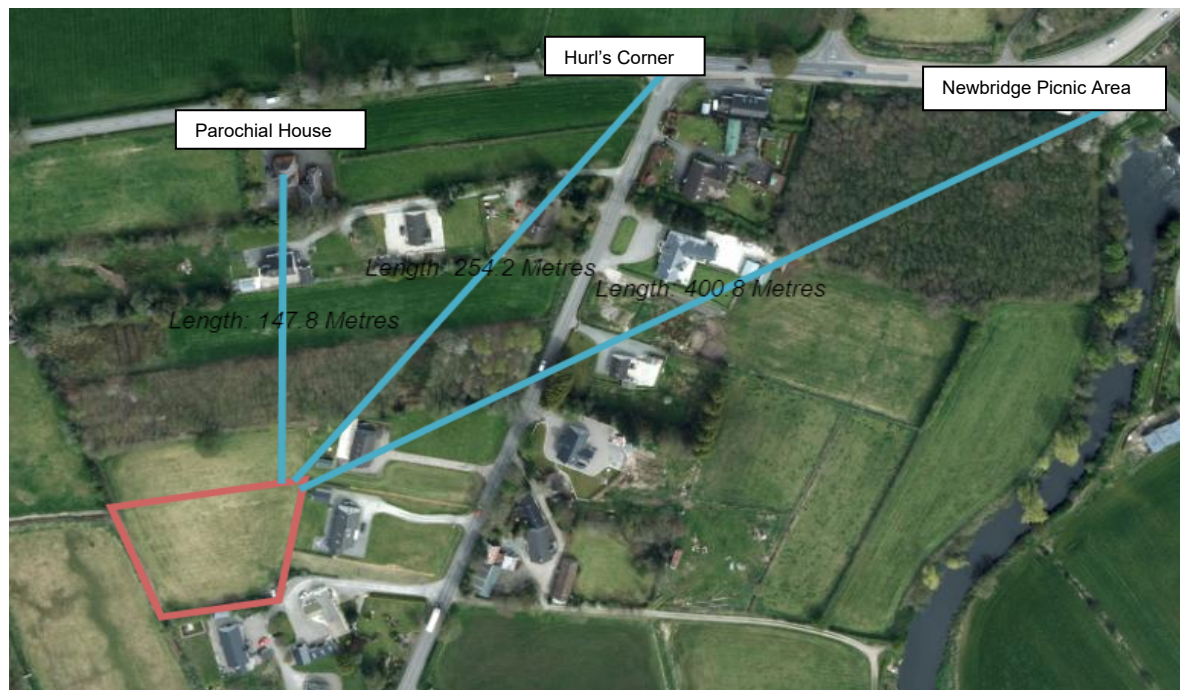 Hurl's Corner
Newbridge Picnic Area
Parochial House
Length: 254.2 Metres
Length: 400.8 Metres
Length: 147.8 Metres